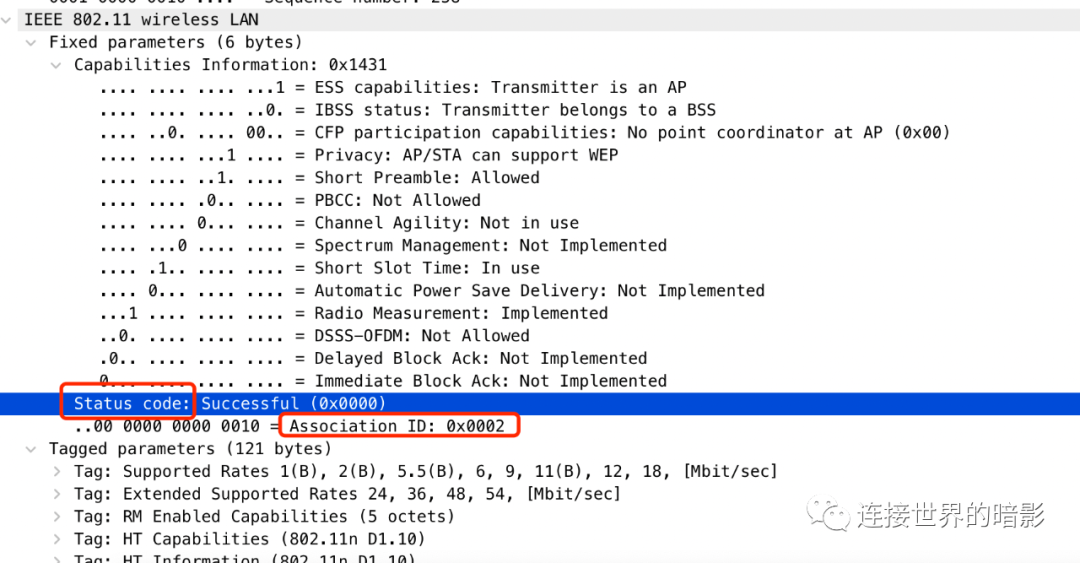 0001 0000 0010 .... = Sequence number: 258
IEEE 802.11 wireless LAN
Fixed parameters (6 bytes)
Capabilities Information: 0x1431
.... .... .... ...1 = ESS capabilities: Transmitter is an AP
.... .... .... ..0. = IBSS status: Transmitter belongs to a BSS
.... ..0. .... 00.. = CFP participation capabilities: No point coordinator at AP (0x00)
.... .... ...1 .... = Privacy: AP/STA can support WEP
.... .... ..1. .... = Short Preamble: Allowed
.... .... .0.. .... = PBCC: Not Allowed
.... .... 0... .... = Channel Agility: Not in use
.... ...0 .... .... = Spectrum Management: Not Implemented
.... .1.. .... .... = Short Slot Time: In use
.... 0... .... .... = Automatic Power Save Delivery: Not Implemented
...1 .... .... .... = Radio Measurement: Implemented
..0. .... .... .... = DSSS-OFDM: Not Allowed
.0.. .... .... .... = Delayed Block Ack: Not Implemented
0... .... .... .... = Immediate Block Ack: Not Implemented
Status code: Successful (0x0000)
..00 0000 0000 0010 = Association ID: 0x0002
Tagged parameters (121 bytes)
Tag: Supported Rates 1(B), 2(B), 5.5(B), 6, 9, 11(B), 12, 18, [Mbit/sec]
Tag: Extended Supported Rates 24, 36, 48, 54, [Mbit/sec]
Tag: RM Enabled Capabilities (5 octets)
Tag: HT Capabilities (802.11n D1.10)
Tag: HT Information (802.11n D1.10)
连接世界的暗影